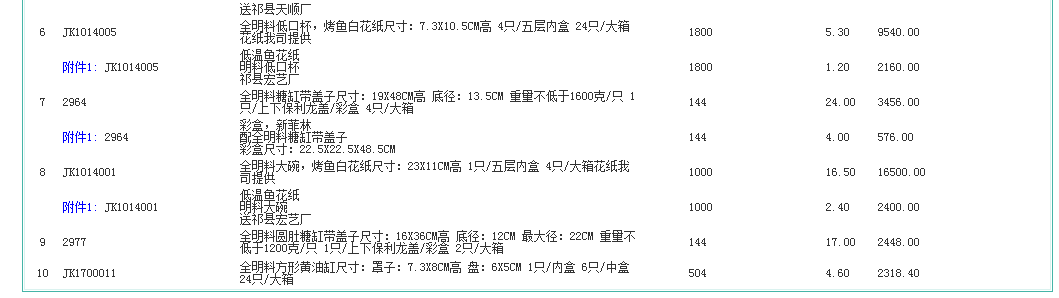 送祁县天顺厂
6 JK1014005 全明料低口杯，烤鱼白花纸尺寸：7.3X10.5CM高 4只/五层内盒 24只/大箱 1800 5.30 9540.00
花纸我司提供
低温鱼花纸
附件1: JK1014005 明料低口杯 1800 1.20 2160.00
祁县宏艺厂
7 2964 全明料糖缸带盖子尺寸：19X48CM高 底径：13.5CM 重量不低于1600克/只 1 144 24.00 3456.00
只/上下保利龙盖/彩盒 4只/大箱
彩盒，新菲林
附件1: 2964 配全明料糖缸带盖子 144 4.00 576.00
彩盒尺寸：22.5X22.5X48.5CM
8 JK1014001 全明料大碗，烤鱼白花纸尺寸：23X11CM高 1只/五层内盒 4只/大箱花纸我 1000 16.50 16500.00
司提供
低温鱼花纸
附件1: JK1014001 明料大碗 1000 2.40 2400.00
送祁县宏艺厂
9 2977 全明料圆肚糖缸带盖子尺寸：16X36CM高 底径：12CM 最大径：22CM 重量不 144 17.00 2448.00
低于1200克/只 1只/上下保利龙盖/彩盒 2只/大箱
10 JK1700011 全明料方形黄油缸尺寸：罩子：7.3X8CM高 盘：6X5CM 1只/内盒 6只/中盒 504 4.60 2318.40
24只/大箱